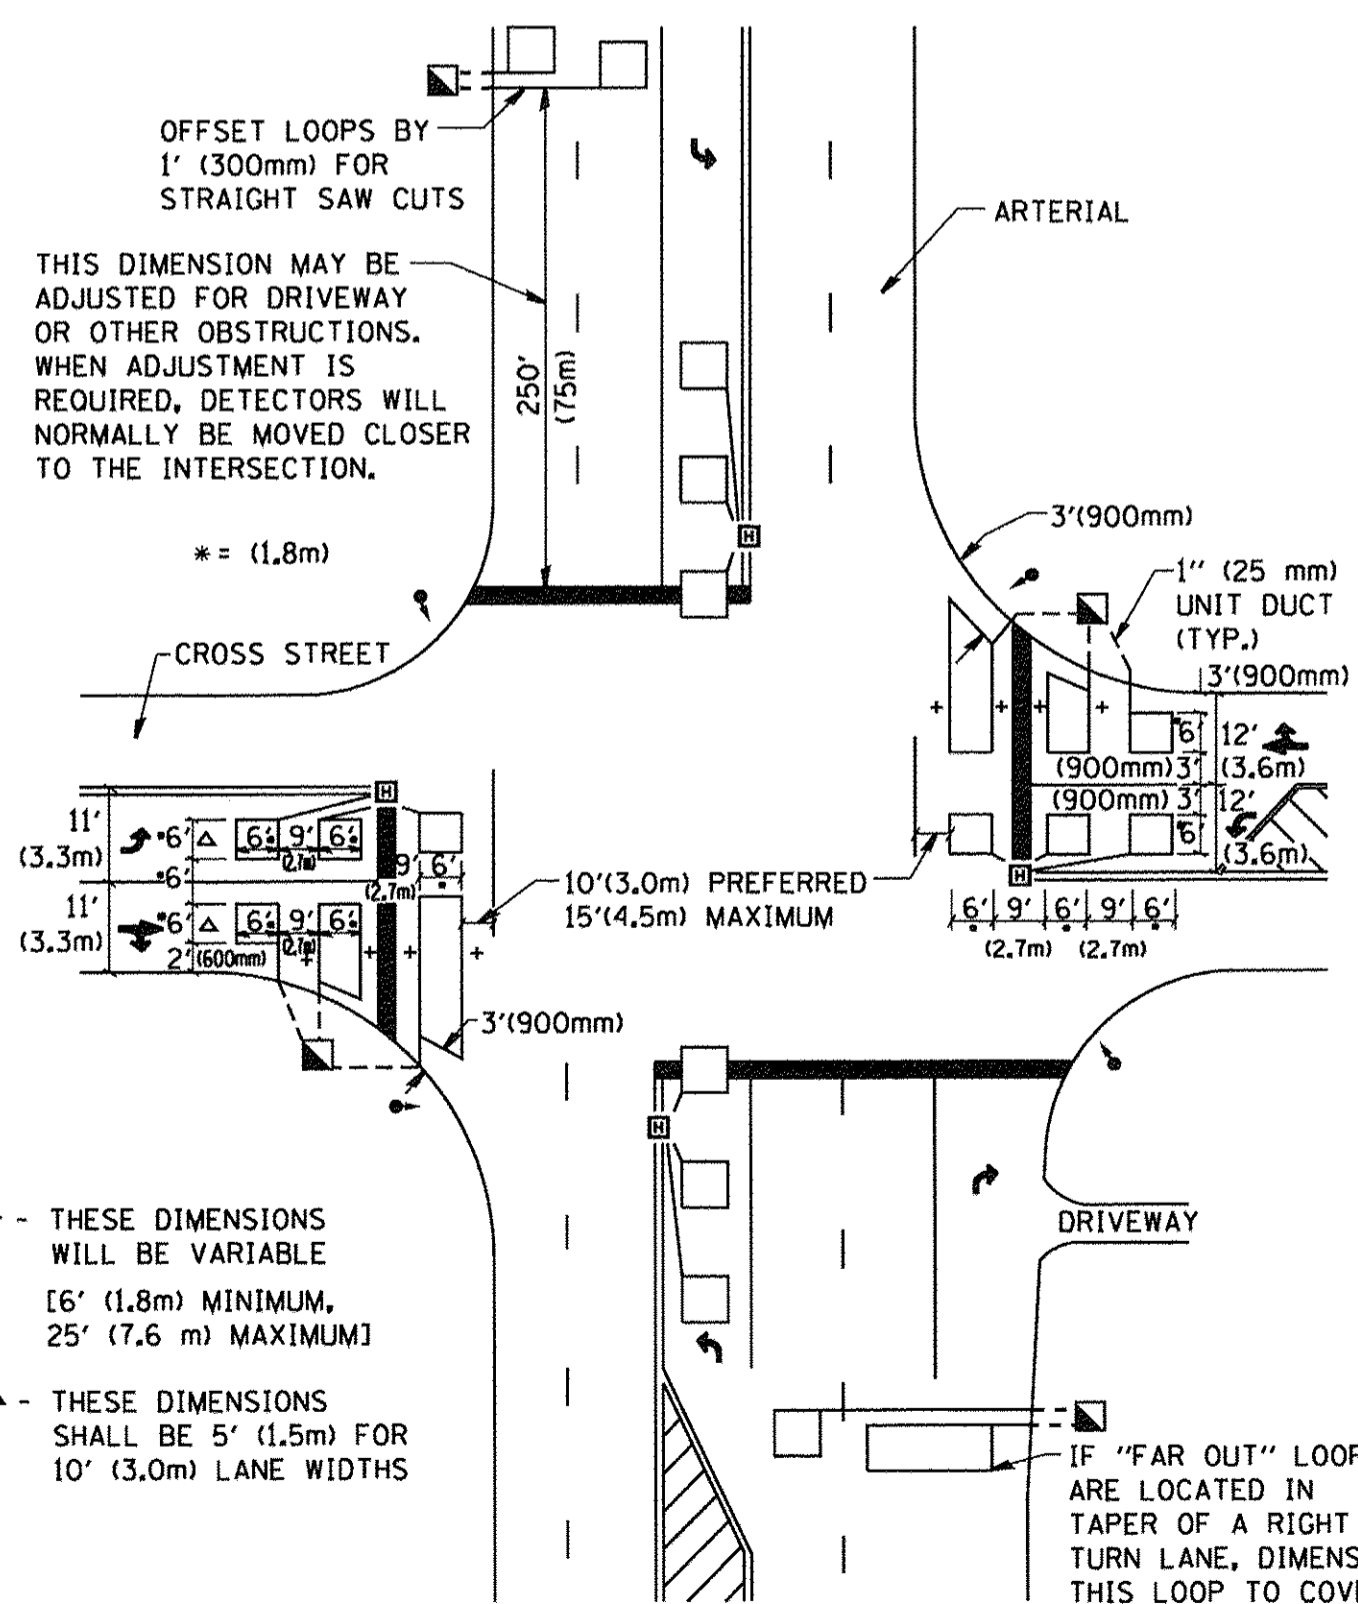 OFFSET LOOPS BY
1' (300mm) FOR
STRAIGHT SAW CUTS
ARTERIAL
THIS DIMENSION MAY BE
ADJUSTED FOR DRIVEWAY
OR OTHER OBSTRUCTIONS.
WHEN ADJUSTMENT IS
REQUIRED, DETECTORS WILL
NORMALLY BE MOVED CLOSER
TO THE INTERSECTION.
250'
(75m)
* = (1.8m)
H
3'(900mm)
1" (25 mm)
UNIT DUCT
(TYP.)
CROSS STREET
3'(900mm)
+ + + +
6' 12'
(900mm) 3' (3.6m)
(900mm) 3' 12'
6' (3.6m)
H
6' 9' 6' 9' 6'
(2.7m) (2.7m)
H
11'
(3.3m)
*6' △ 6'* 9' 6'*
(2.7m)
*6'
9' 6'
(2.7m)
11'
(3.3m)
*6' △ 6'* 9' 6'*
(2.7m)
2' (600mm) + + + +
10'(3.0m) PREFERRED
15'(4.5m) MAXIMUM
3'(900mm)
H
DRIVEWAY
- THESE DIMENSIONS
WILL BE VARIABLE
[6' (1.8m) MINIMUM,
25' (7.6 m) MAXIMUM]
- THESE DIMENSIONS
SHALL BE 5' (1.5m) FOR
10' (3.0m) LANE WIDTHS
IF "FAR OUT" LOOP
ARE LOCATED IN
TAPER OF A RIGHT
TURN LANE, DIMENS
THIS LOOP TO COV